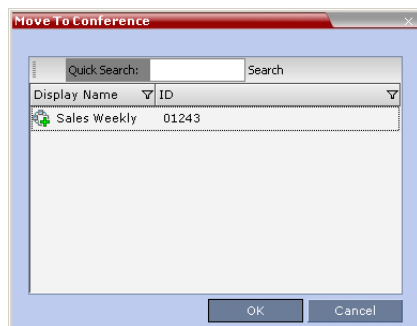 Move To Conference
Quick Search: Search
Display Name ID
Sales Weekly 01243
OK Cancel